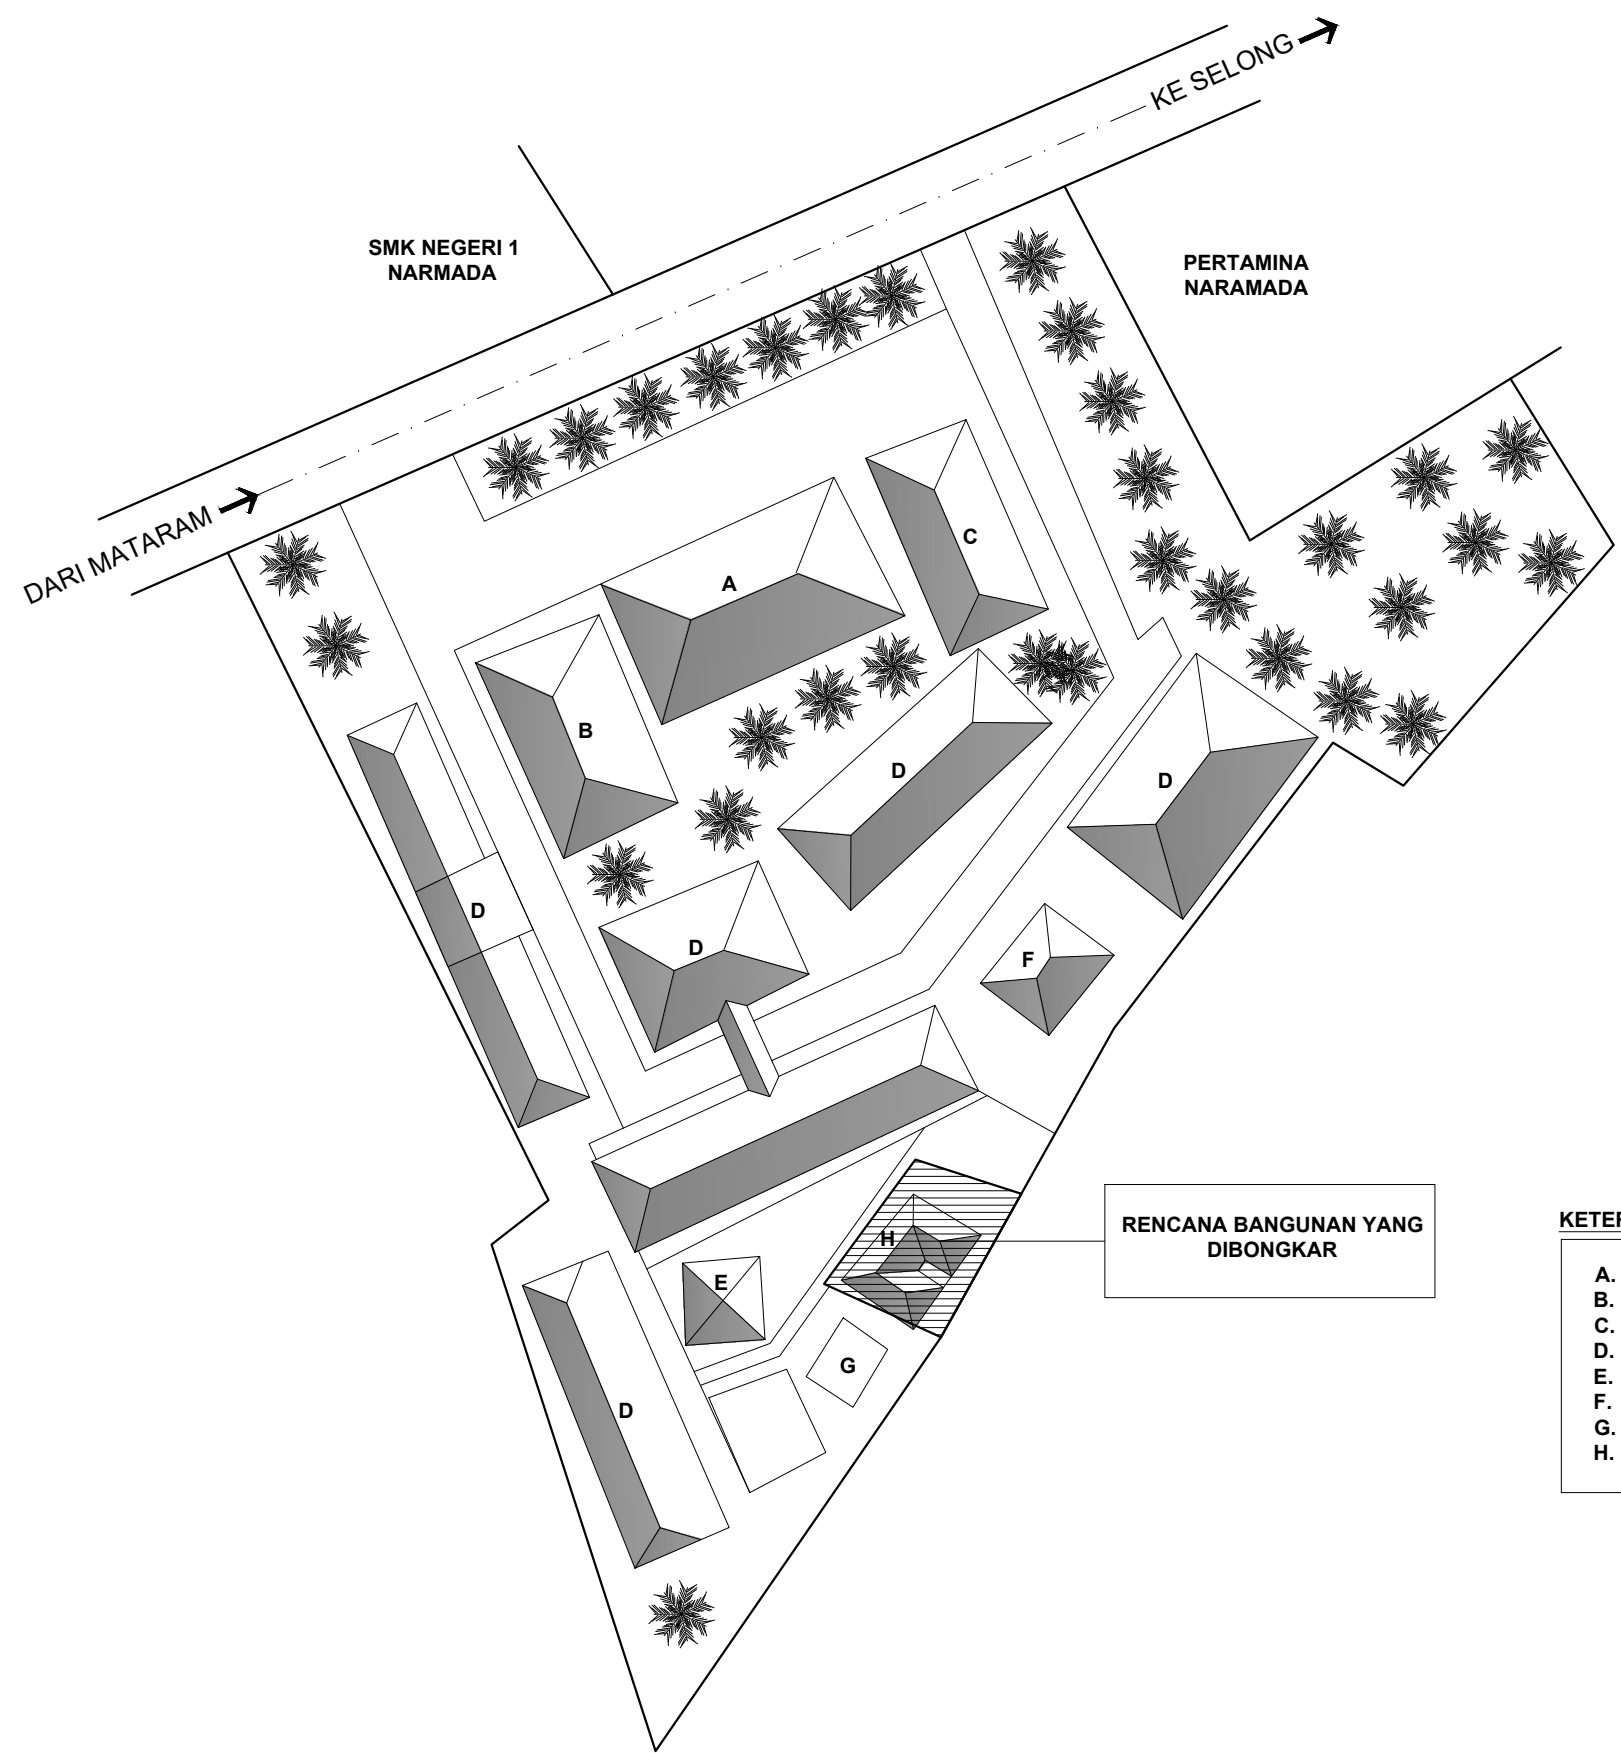 KE SELONG
SMK NEGERI 1
NARMADA
PERTAMINA
NARAMADA
DARI MATARAM
C
A
B
D
D
D
D
F
RENCANA BANGUNAN YANG
DIBONGKAR
H
E
G
D
A.
B.
C.
D.
E.
F.
G.
H.